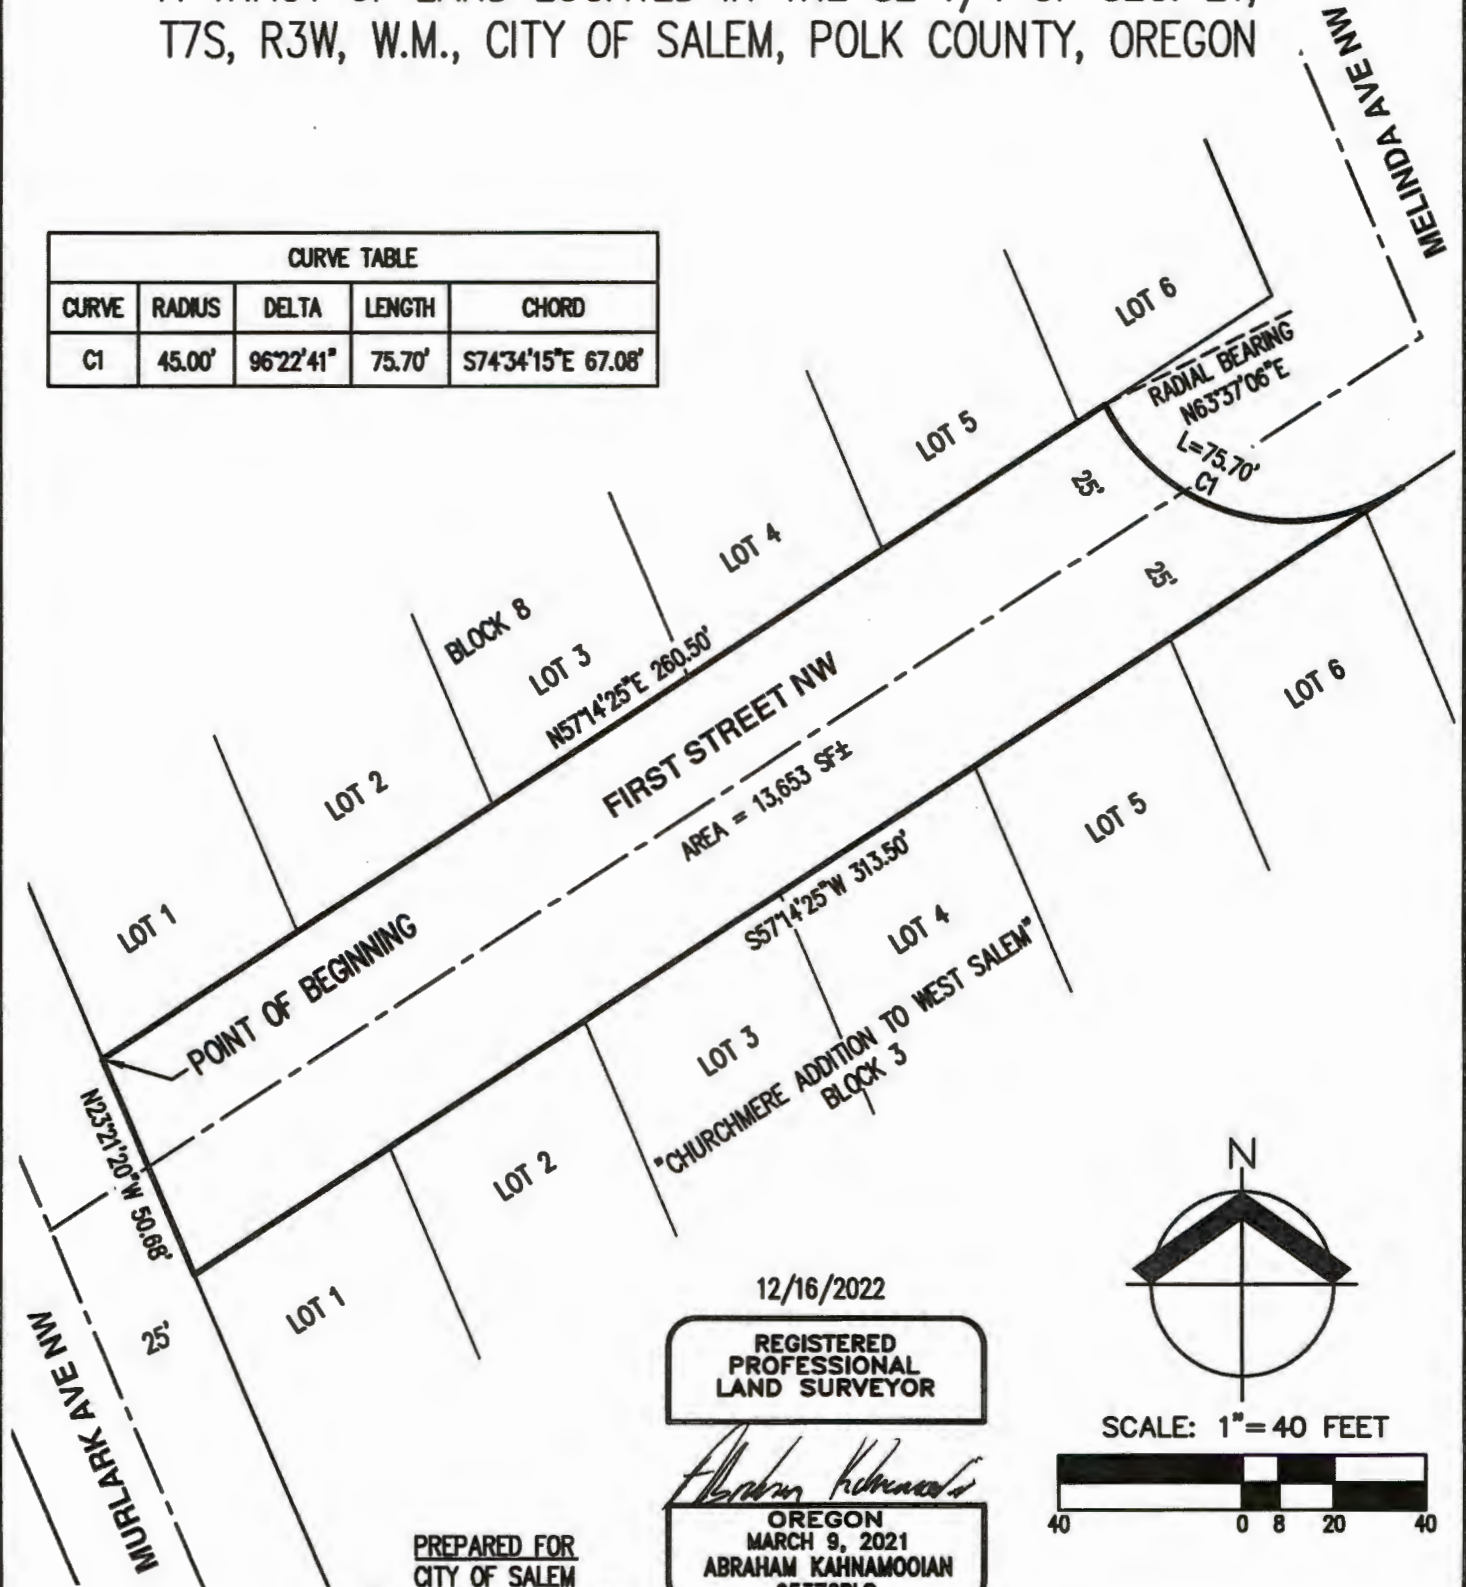 T7S, R3W, W.M., CITY OF SALEM, POLK COUNTY, OREGON
MELINDA AVE NW
CURVE TABLE
CURVE RADIUS DELTA LENGTH CHORD
C1 45.00' 96°22'41" 75.70' S74°34'15"E 67.08'
LOT 6
RADIAL BEARING
N63°37'06"E
L=75.70'
C1
LOT 5
25'
LOT 4
25'
BLOCK 8
LOT 3
N57°14'25"E 260.50'
FIRST STREET NW
LOT 6
LOT 2
AREA = 13,653 SF±
LOT 5
S57°14'25"W 313.50'
LOT 1
LOT 4
POINT OF BEGINNING
LOT 3
"CHURCHMERE ADDITION TO WEST SALEM"
BLOCK 3
N23°21'20"W 50.68'
LOT 2
N
LOT 1
25'
MURLARK AVE NW
12/16/2022
REGISTERED
PROFESSIONAL
LAND SURVEYOR
SCALE: 1"= 40 FEET
40 0 8 20 40
OREGON
MARCH 9, 2021
ABRAHAM KAHNAMOOIAN
PREPARED FOR
CITY OF SALEM